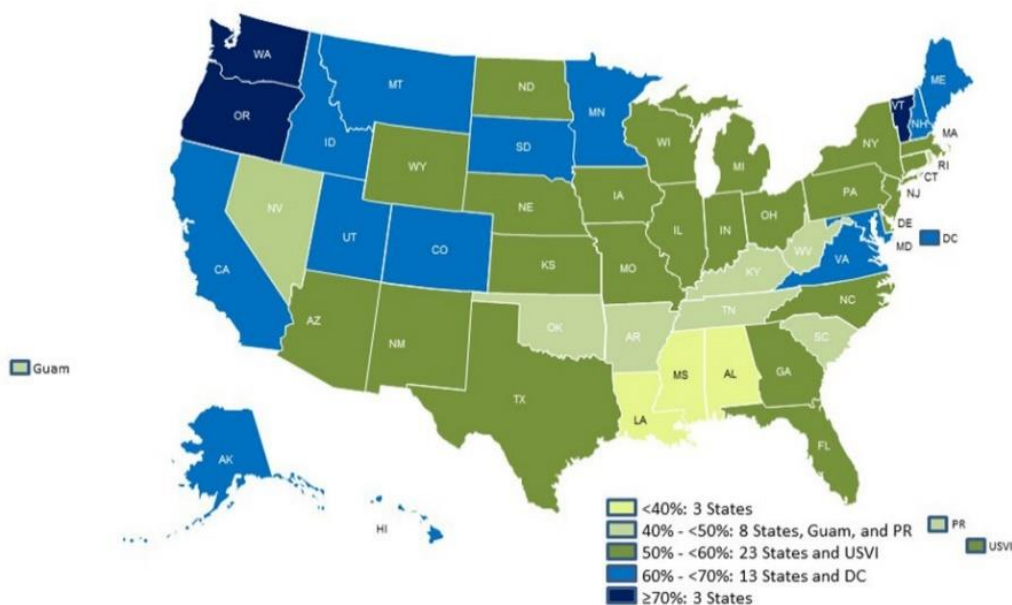 WA
MT
ND
MN
ME
VT
NH
OR
ID
SD
WI
MI
NY
MA
WY
RI
CT
NV
NE
IA
PA
NJ
UT
CO
IL
IN
OH
DE
CA
KS
MO
WV
MD
DC
KY
VA
AZ
NM
OK
AR
TN
NC
SC
Guam
TX
MS
AL
GA
LA
FL
AK
HI
<40%: 3 States
40% - <50%: 8 States, Guam, and PR
50% - <60%: 23 States and USVI
60% - <70%: 13 States and DC
≥70%: 3 States
PR
USVI